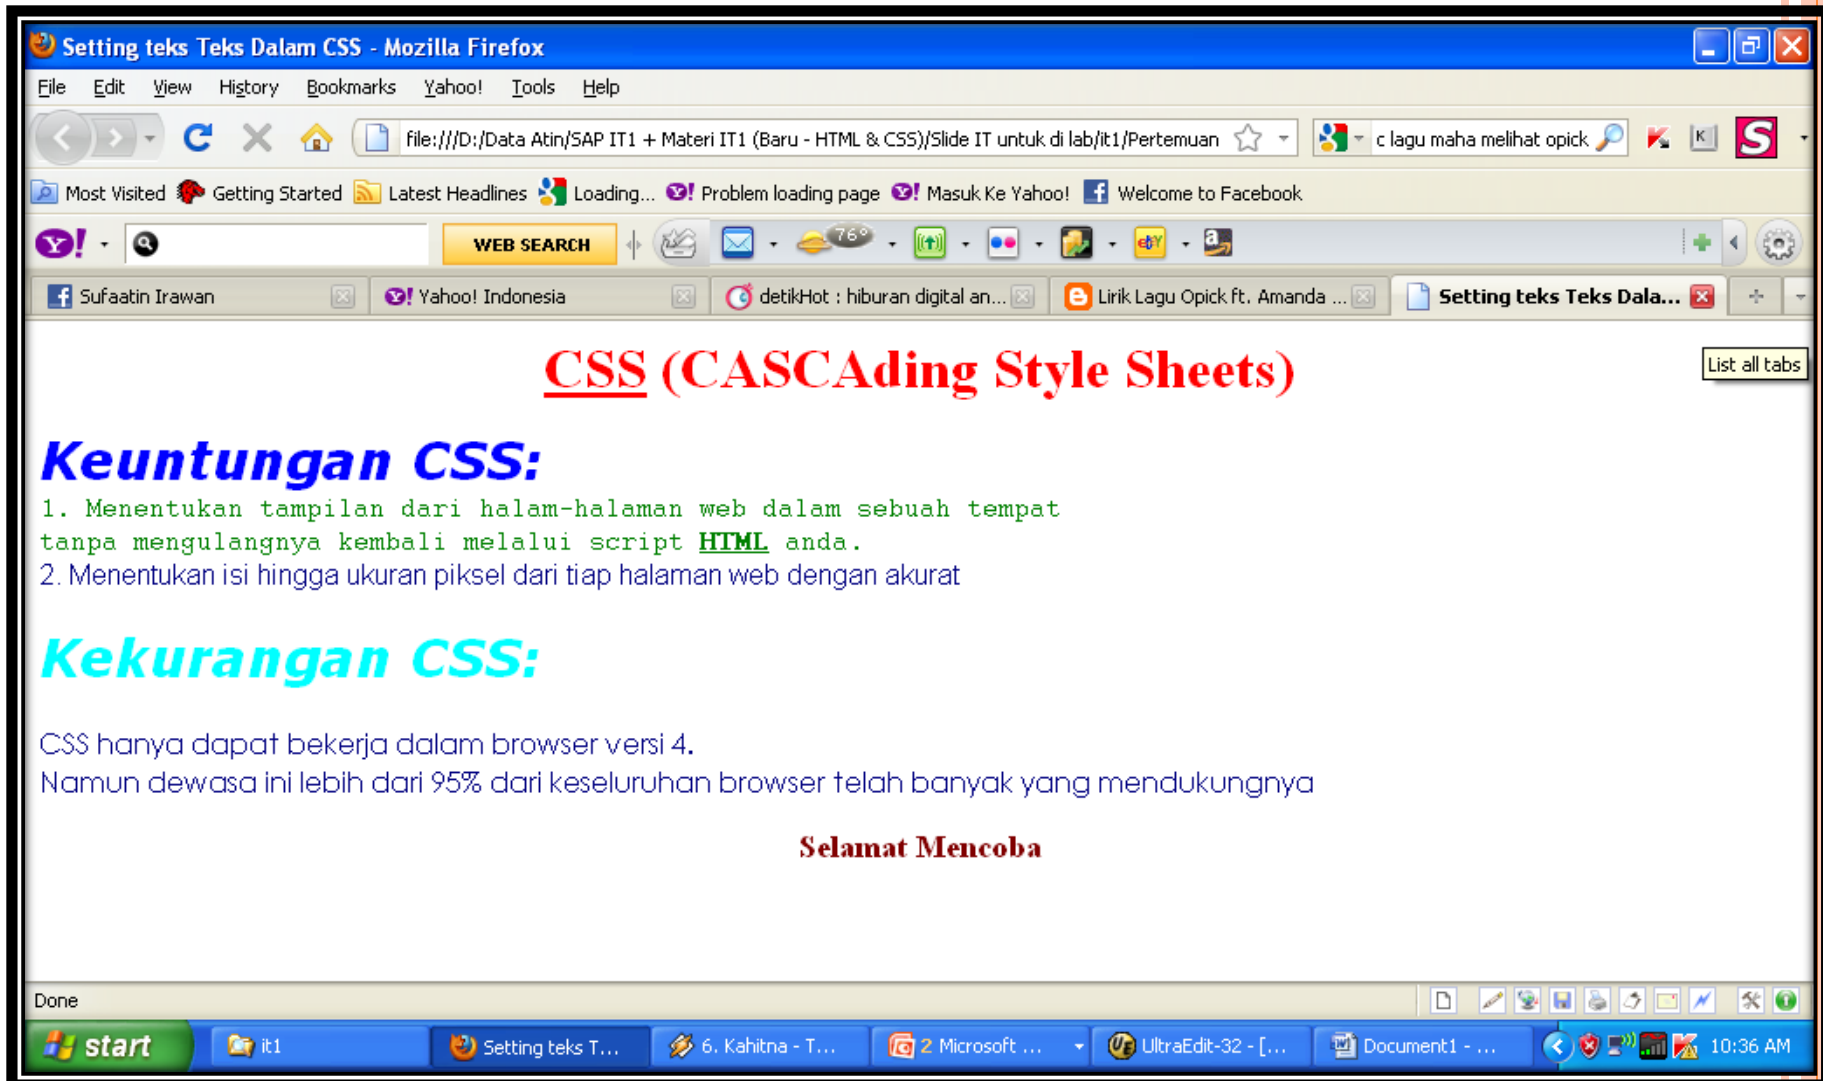 Setting teks Teks Dalam CSS - Mozilla Firefox
File Edit View History Bookmarks Yahoo! Tools Help
file:///D:/Data Atin/SAP IT1 + Materi IT1 (Baru - HTML & CSS)/Slide IT untuk di lab/it1/Pertemuan c lagu maha melihat opick K S
Most Visited Getting Started Latest Headlines Loading... Problem loading page Masuk Ke Yahoo! Welcome to Facebook
Y! WEB SEARCH 76° ebY a
Sufaatin Irawan Yahoo! Indonesia detikHot : hiburan digital an... Lirik Lagu Opick ft. Amanda ... Setting teks Teks Dala...
List all tabs
CSS (CASCAding Style Sheets)
Keuntungan CSS:
1. Menentukan tampilan dari halam-halaman web dalam sebuah tempat
tanpa mengulangnya kembali melalui script HTML anda.
2. Menentukan isi hingga ukuran piksel dari tiap halaman web dengan akurat
Kekurangan CSS:
CSS hanya dapat bekerja dalam browser versi 4.
Namun dewasa ini lebih dari 95% dari keseluruhan browser telah banyak yang mendukungnya
Selamat Mencoba
Done
start it1 Setting teks T... 6. Kahitna - T... 2 Microsoft ... UltraEdit-32 - [... Document1 - ... 10:36 AM